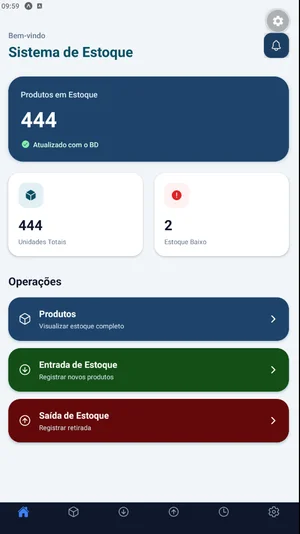 09:59
Bem-vindo
Sistema de Estoque
Produtos em Estoque
444
Atualizado com o BD
444
Unidades Totais
2
Estoque Baixo
Operações
Produtos
Visualizar estoque completo
Entrada de Estoque
Registrar novos produtos
Saída de Estoque
Registrar retirada